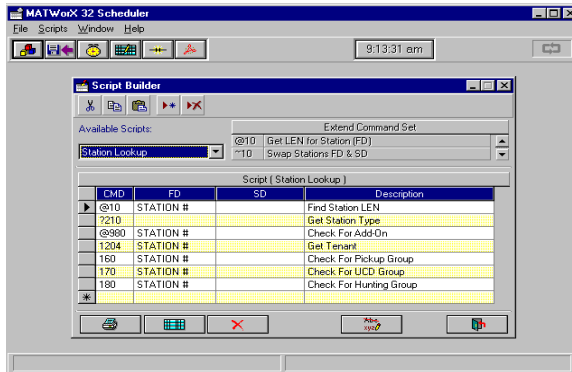 MATWorX 32 Scheduler
File Scripts Window Help
9:13:31 am
Script Builder
Available Scripts:
Extend Command Set
@10 Get LEN for Station (FD)
Station Lookup
~10 Swap Stations FD & SD
Script ( Station Lookup )
CMD FD SD Description
@10 STATION # Find Station LEN
?210 Get Station Type
@980 STATION # Check For Add-On
1204 STATION # Get Tenant
160 STATION # Check For Pickup Group
170 STATION # Check For UCD Group
180 STATION # Check For Hunting Group
Abc
xyz